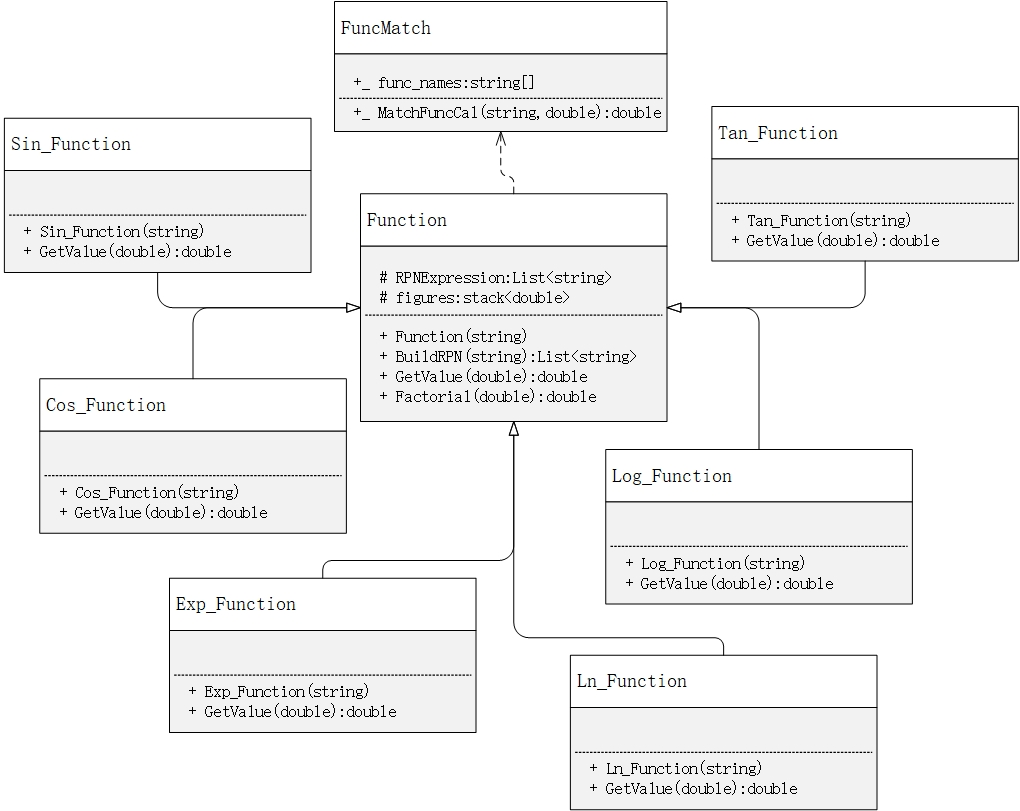 FuncMatch
+_ func_names:string[]
+_ MatchFuncCal(string,double):double
Sin_Function
+ Sin_Function(string)
+ GetValue(double):double
Tan_Function
+ Tan_Function(string)
+ GetValue(double):double
Function
# RPNExpression:List<string>
# figures:stack<double>
+ Function(string)
+ BuildRPN(string):List<string>
+ GetValue(double):double
+ Factorial(double):double
Cos_Function
+ Cos_Function(string)
+ GetValue(double):double
Log_Function
+ Log_Function(string)
+ GetValue(double):double
Exp_Function
+ Exp_Function(string)
+ GetValue(double):double
Ln_Function
+ Ln_Function(string)
+ GetValue(double):double